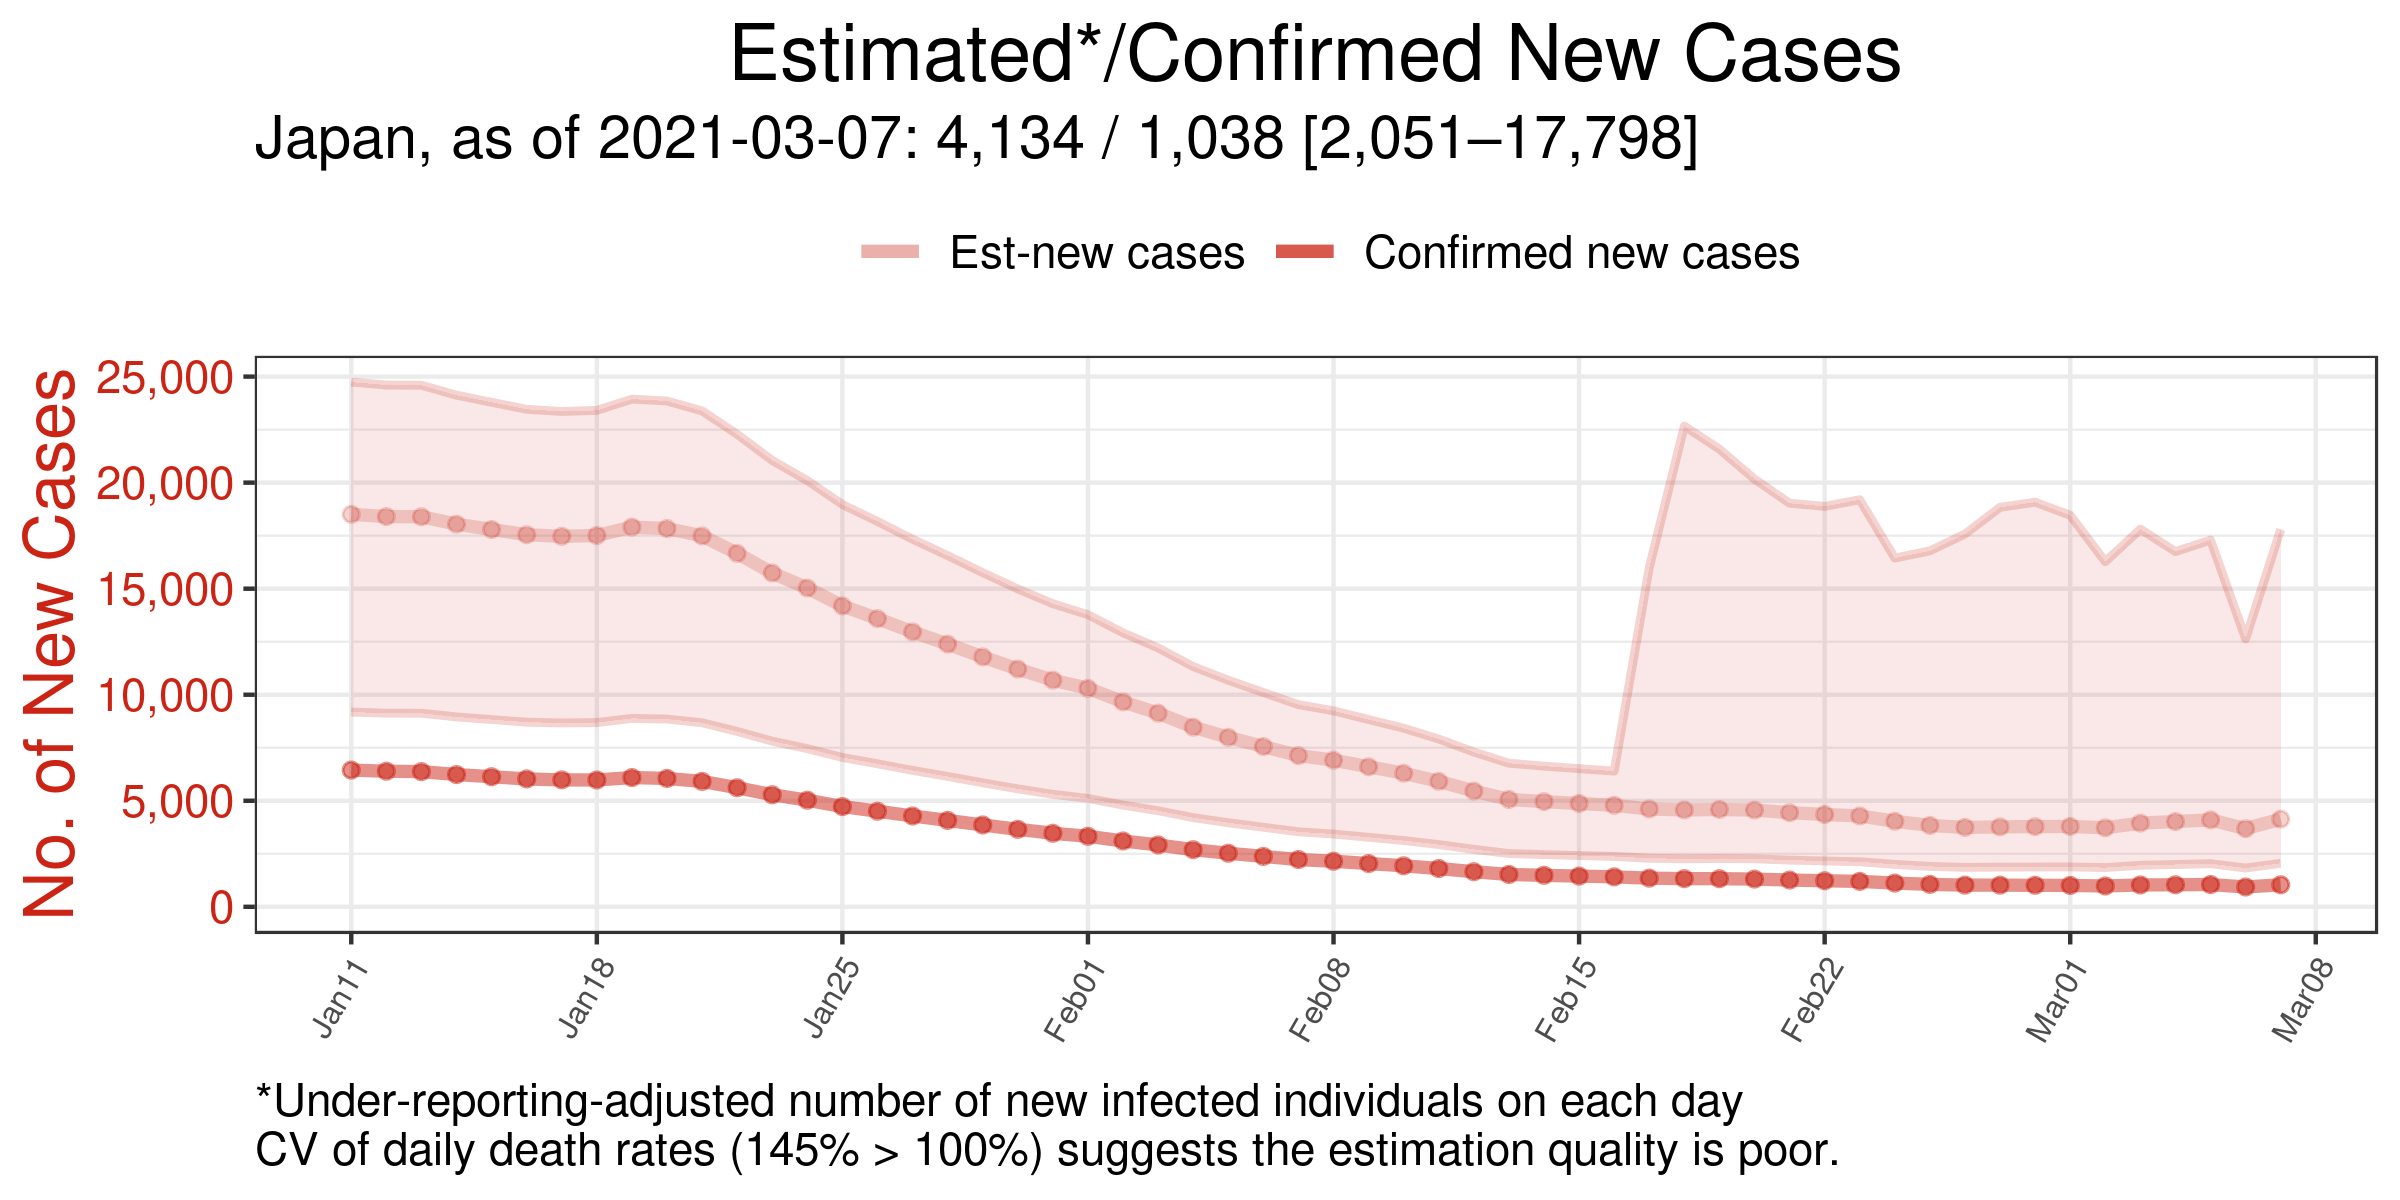 Estimated*/Confirmed New Cases
Japan, as of 2021-03-07: 4,134 / 1,038 [2,051–17,798]
Est-new cases
Confirmed new cases
No. of New Cases
25,000
20,000
15,000
10,000
5,000
0
Jan11
Jan18
Jan25
Feb01
Feb08
Feb15
Feb22
Mar01
Mar08
*Under-reporting-adjusted number of new infected individuals on each day
CV of daily death rates (145% > 100%) suggests the estimation quality is poor.